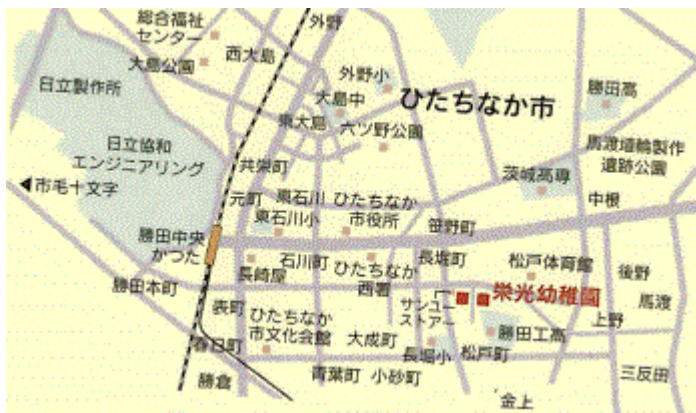 総合福祉
センター
外野
西大島
大島公園
外野小
日立製作所
大島中
ひたちなか市
勝田高
東大島
六ツ野公園
日立協和
エンジニアリング
馬渡埴輪製作
遺跡公園
共栄町
茨城高専
市毛十文字
元町
東石川
ひたちなか
市役所
中根
東石川小
笹野町
勝田中央
かつた
石川町
長堀町
松戸体育館
長崎屋
ひたちなか
西署
後野
勝田本町
栄光幼稚園
馬渡
表町
サンユー
ストアー
上野
ひたちなか
市文化会館
勝田工高
大成町
春日町
長堀小
松戸町
勝倉
青葉町
小砂町
三反田
金上